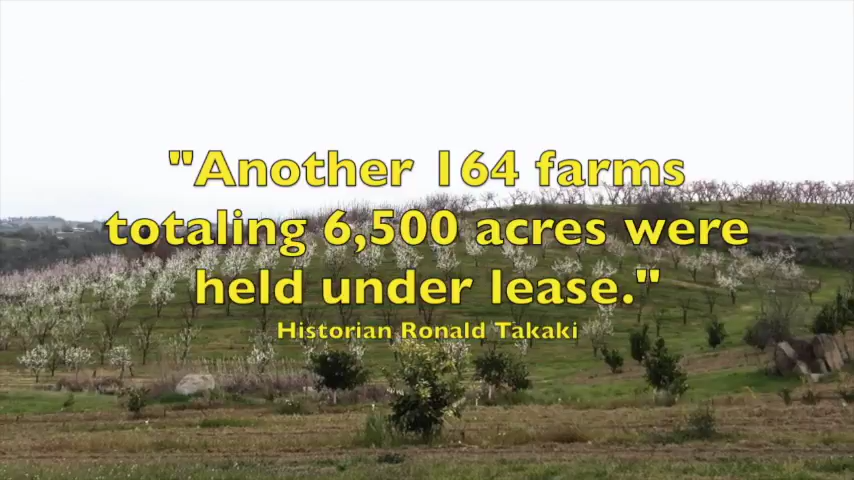 "Another 164 farms
totaling 6,500 acres were
held under lease."
Historian Ronald Takaki